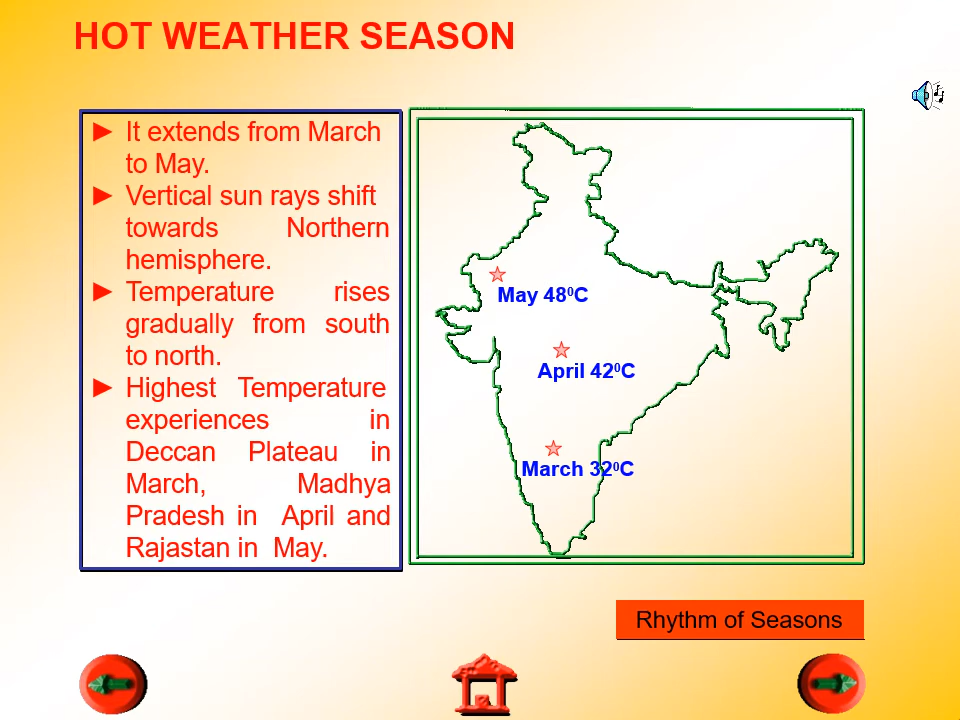 HOT WEATHER SEASON
► It extends from March
to May.
► Vertical sun rays shift
towards Northern
hemisphere.
► Temperature rises
gradually from south
to north.
► Highest Temperature
experiences in
Deccan Plateau in
March, Madhya
Pradesh in April and
Rajastan in May.
May 48⁰C
April 42⁰C
March 32⁰C
Rhythm of Seasons